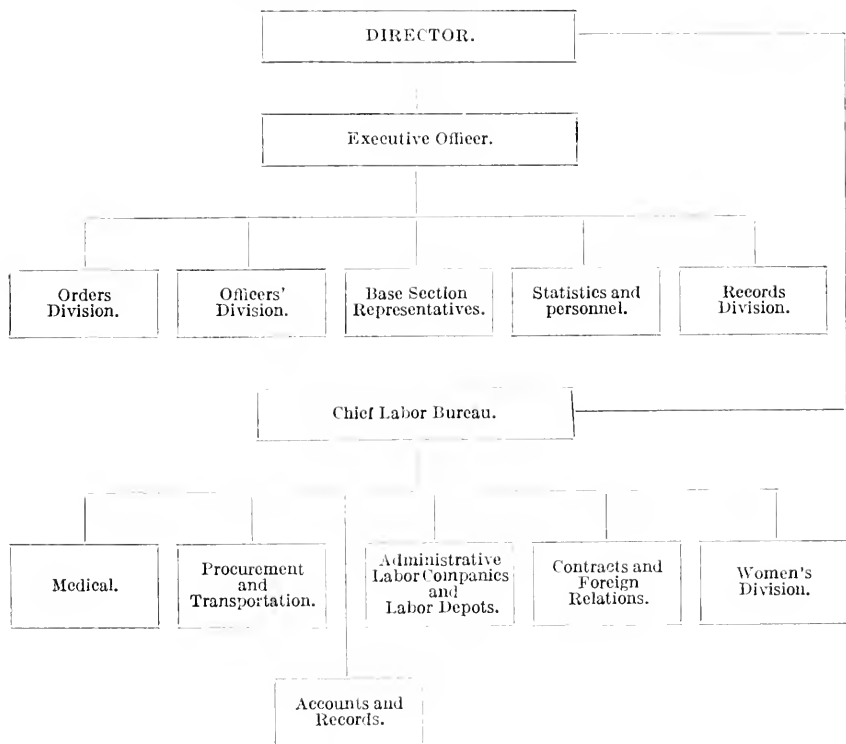 DIRECTOR.
Executive Officer.
Orders
Division.
Officers'
Division.
Base Section
Representatives.
Statistics and
personnel.
Records
Division.
Chief Labor Bureau.
Medical.
Procurement
and
Transportation.
Administrative
Labor Companies
and
Labor Depots.
Contracts and
Foreign
Relations.
Women's
Division.
Accounts and
Records.